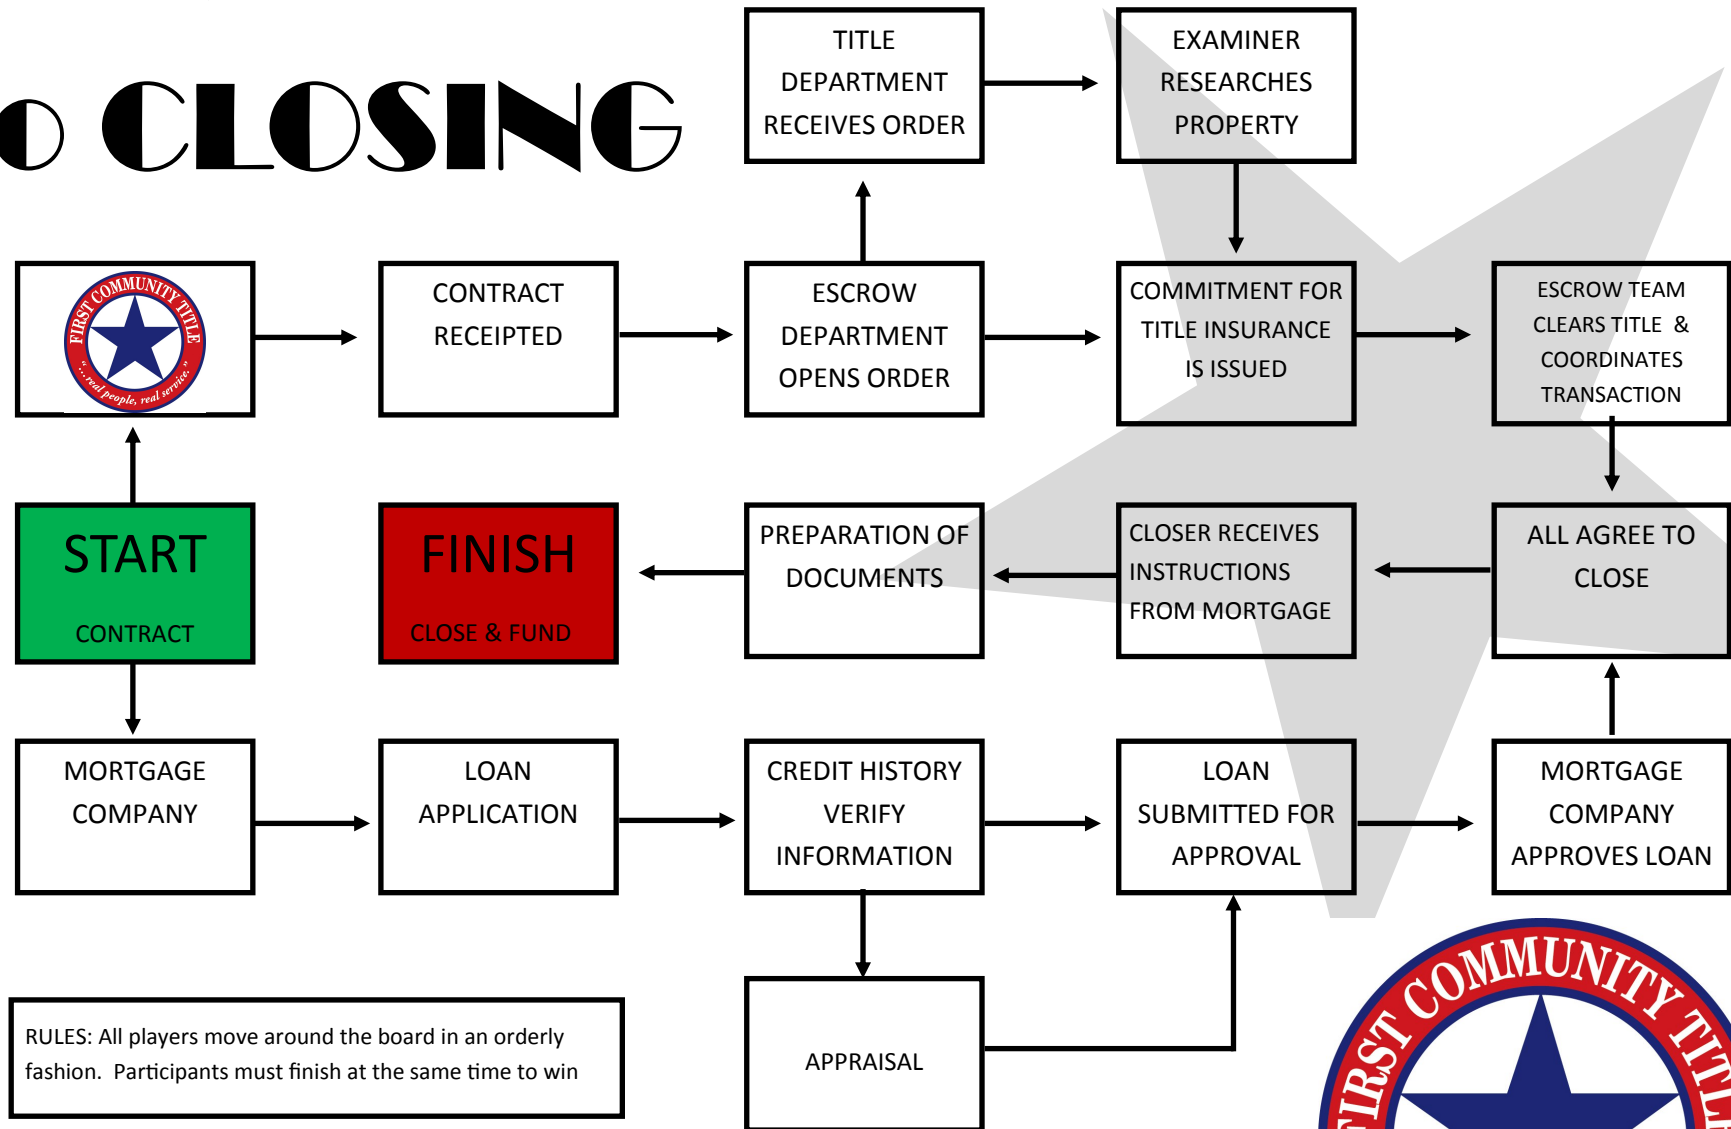 o CLOSING
TITLE
DEPARTMENT
RECEIVES ORDER
EXAMINER
RESEARCHES
PROPERTY
FIRST COMMUNITY TITLE
"...real people, real service."
CONTRACT
RECEIPTED
ESCROW
DEPARTMENT
OPENS ORDER
COMMITMENT FOR
TITLE INSURANCE
IS ISSUED
ESCROW TEAM
CLEARS TITLE &
COORDINATES
TRANSACTION
START
CONTRACT
FINISH
CLOSE & FUND
PREPARATION OF
DOCUMENTS
CLOSER RECEIVES
INSTRUCTIONS
FROM MORTGAGE
ALL AGREE TO
CLOSE
MORTGAGE
COMPANY
LOAN
APPLICATION
CREDIT HISTORY
VERIFY
INFORMATION
LOAN
SUBMITTED FOR
APPROVAL
MORTGAGE
COMPANY
APPROVES LOAN
APPRAISAL
RULES: All players move around the board in an orderly
fashion.  Participants must finish at the same time to win
FIRST COMMUNITY TITLE